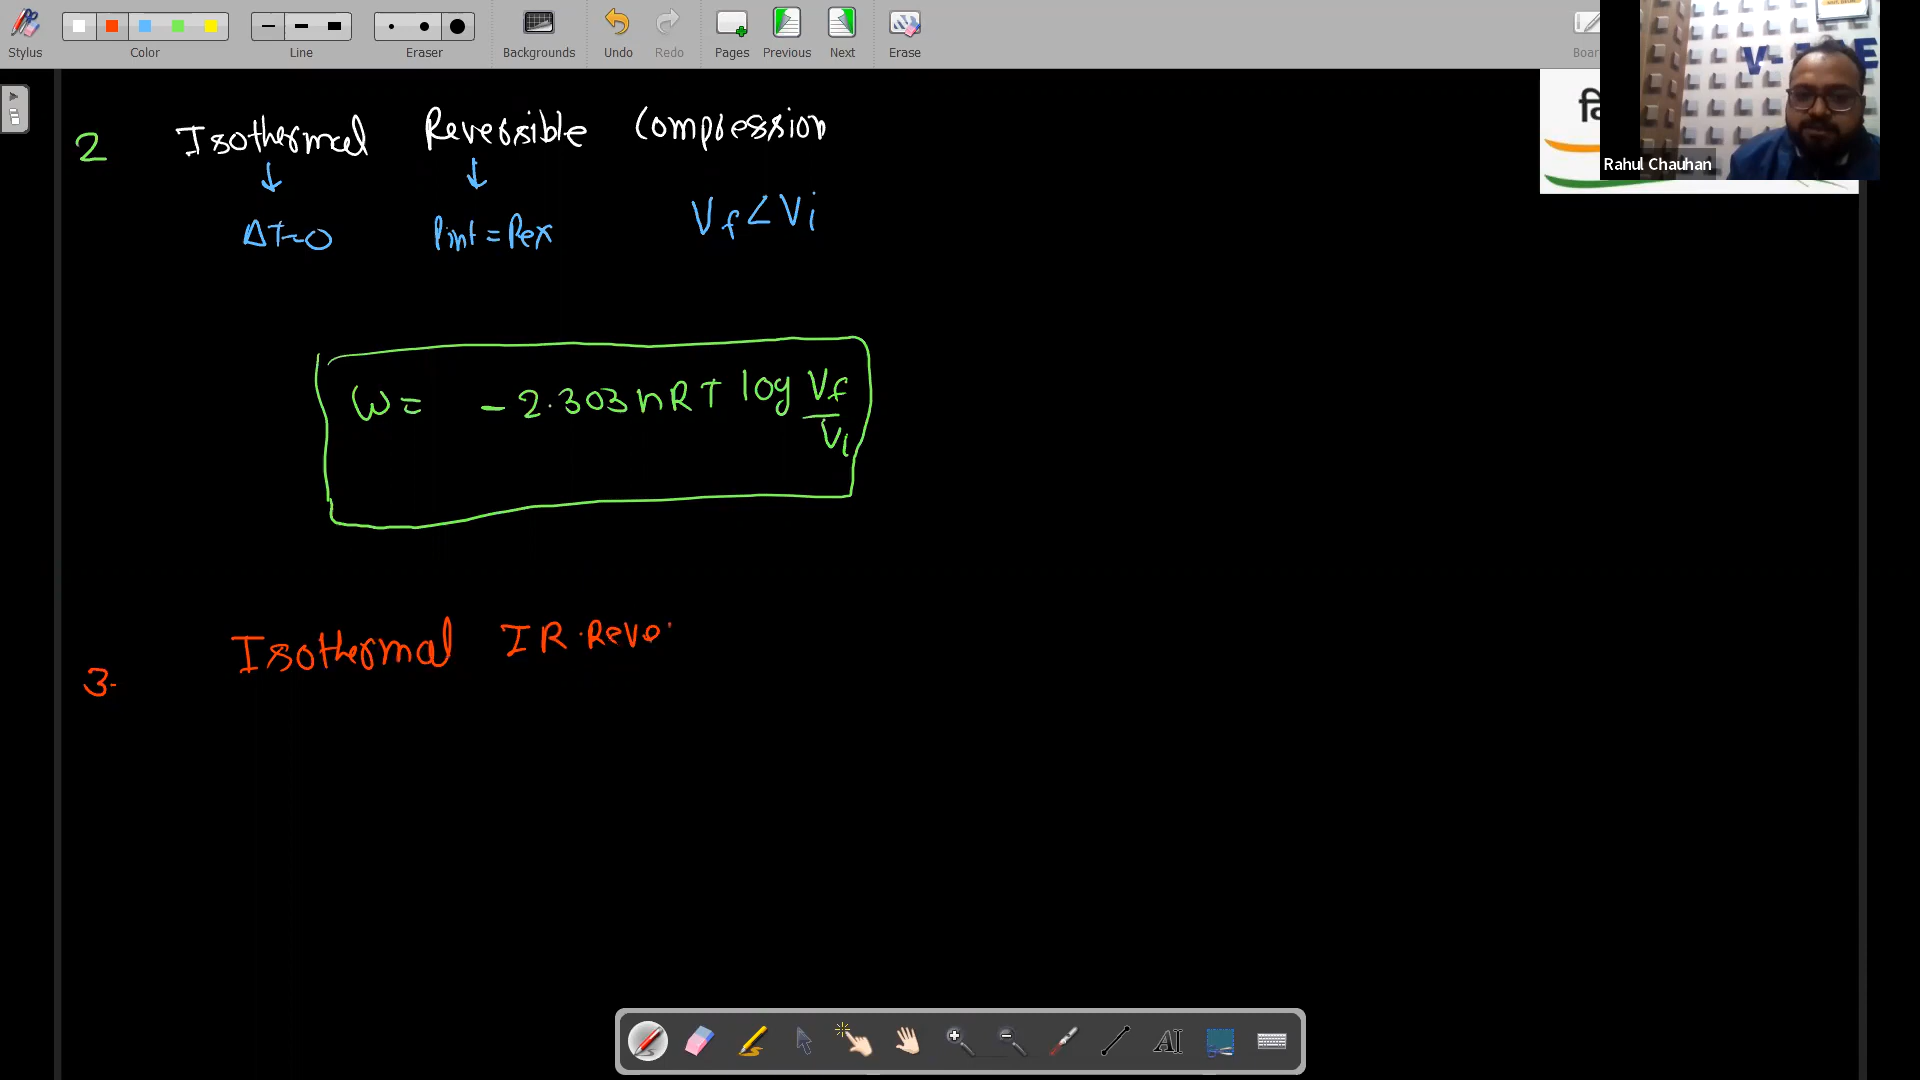 Stylus Color Line Eraser Backgrounds Undo Redo Pages Previous Next Erase
Rahul Chauhan
2 Isothermal Reversible Compression
ΔT=0 Pint = Pex Vf < Vi
W = - 2.303 nRT log Vf
Vi
3. Isothermal IR.Reve